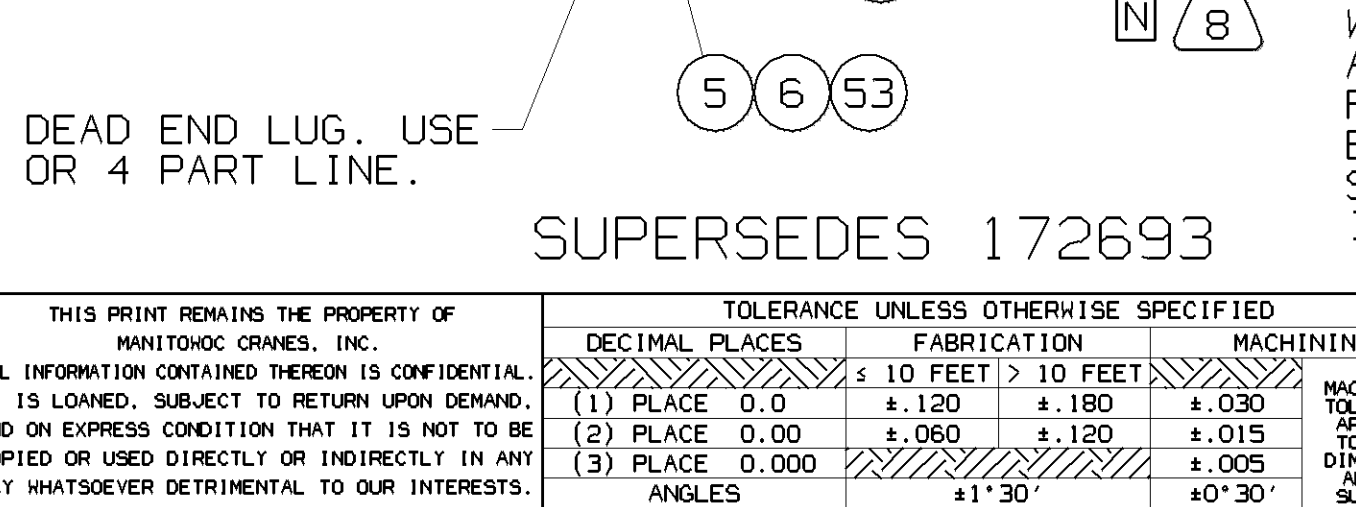 N 8
5 6 53
DEAD END LUG. USE
OR 4 PART LINE.
SUPERSEDES 172693
THIS PRINT REMAINS THE PROPERTY OF
MANITOWOC CRANES, INC.
INFORMATION CONTAINED THEREON IS CONFIDENTIAL.
IS LOANED, SUBJECT TO RETURN UPON DEMAND,
ON EXPRESS CONDITION THAT IT IS NOT TO BE
OR USED DIRECTLY OR INDIRECTLY IN ANY
WHATSOEVER DETRIMENTAL TO OUR INTERESTS.
TOLERANCE UNLESS OTHERWISE SPECIFIED
DECIMAL PLACES FABRICATION MACHININ
≤ 10 FEET > 10 FEET
(1) PLACE 0.0 ±.120 ±.180 ±.030
(2) PLACE 0.00 ±.060 ±.120 ±.015
(3) PLACE 0.000 ±.005
ANGLES ±1°30′ ±0°30′